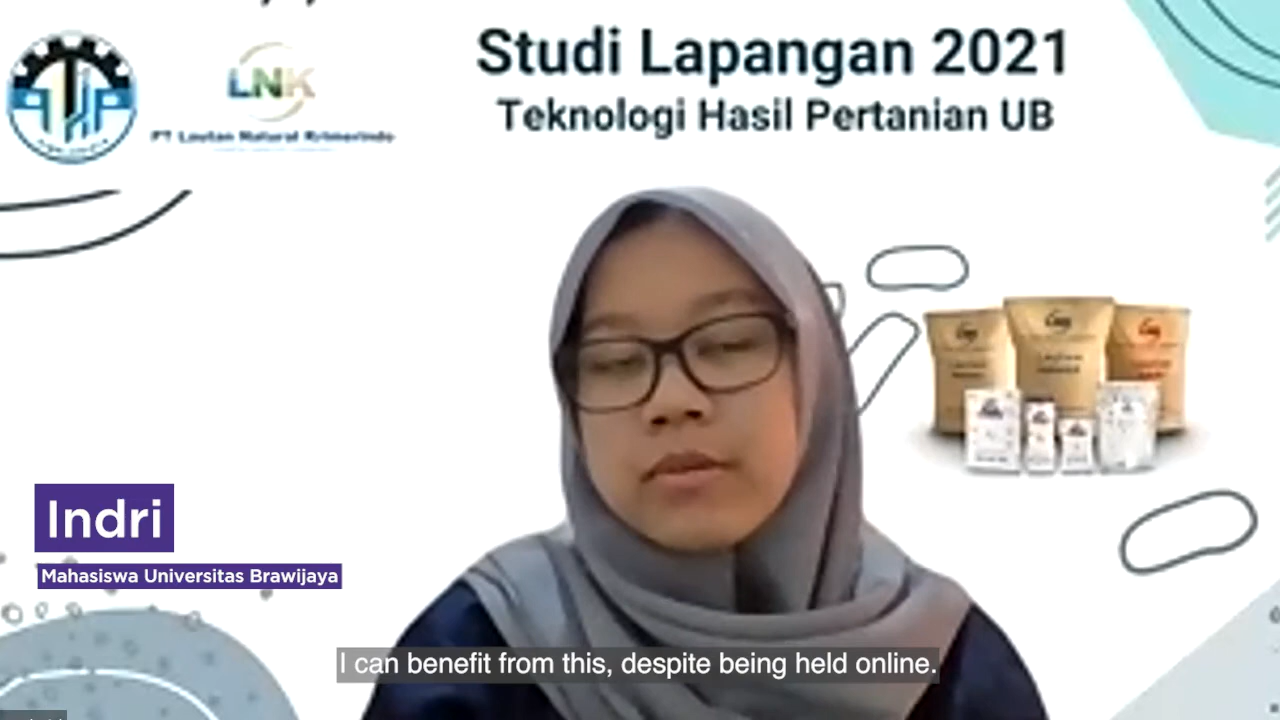 Studi Lapangan 2021
Teknologi Hasil Pertanian UB
LNK
PT Lautan Natural Krimerindo
Indri
Mahasiswa Universitas Brawijaya
I can benefit from this, despite being held online.